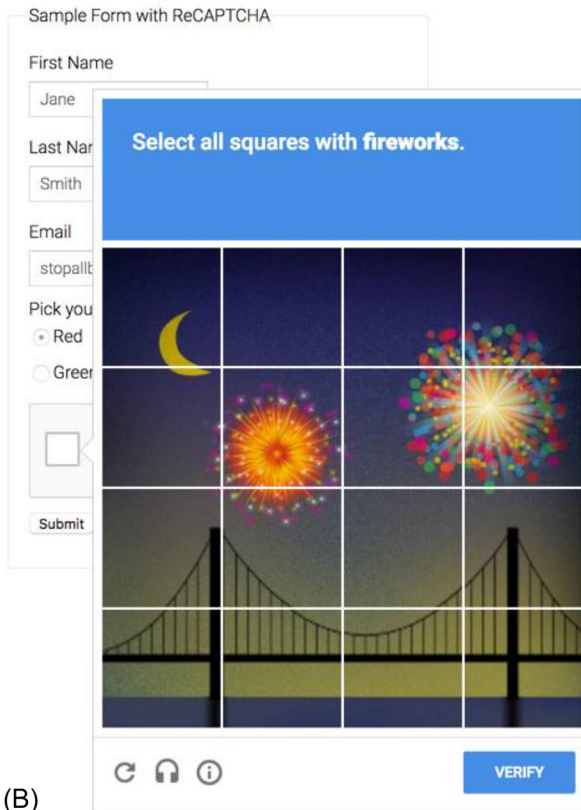 Sample Form with ReCAPTCHA
First Name
Jane
Last Nar
Smith
Email
stopallb
Pick you
Red
Greer
Submit
Select all squares with fireworks.
VERIFY
(B)